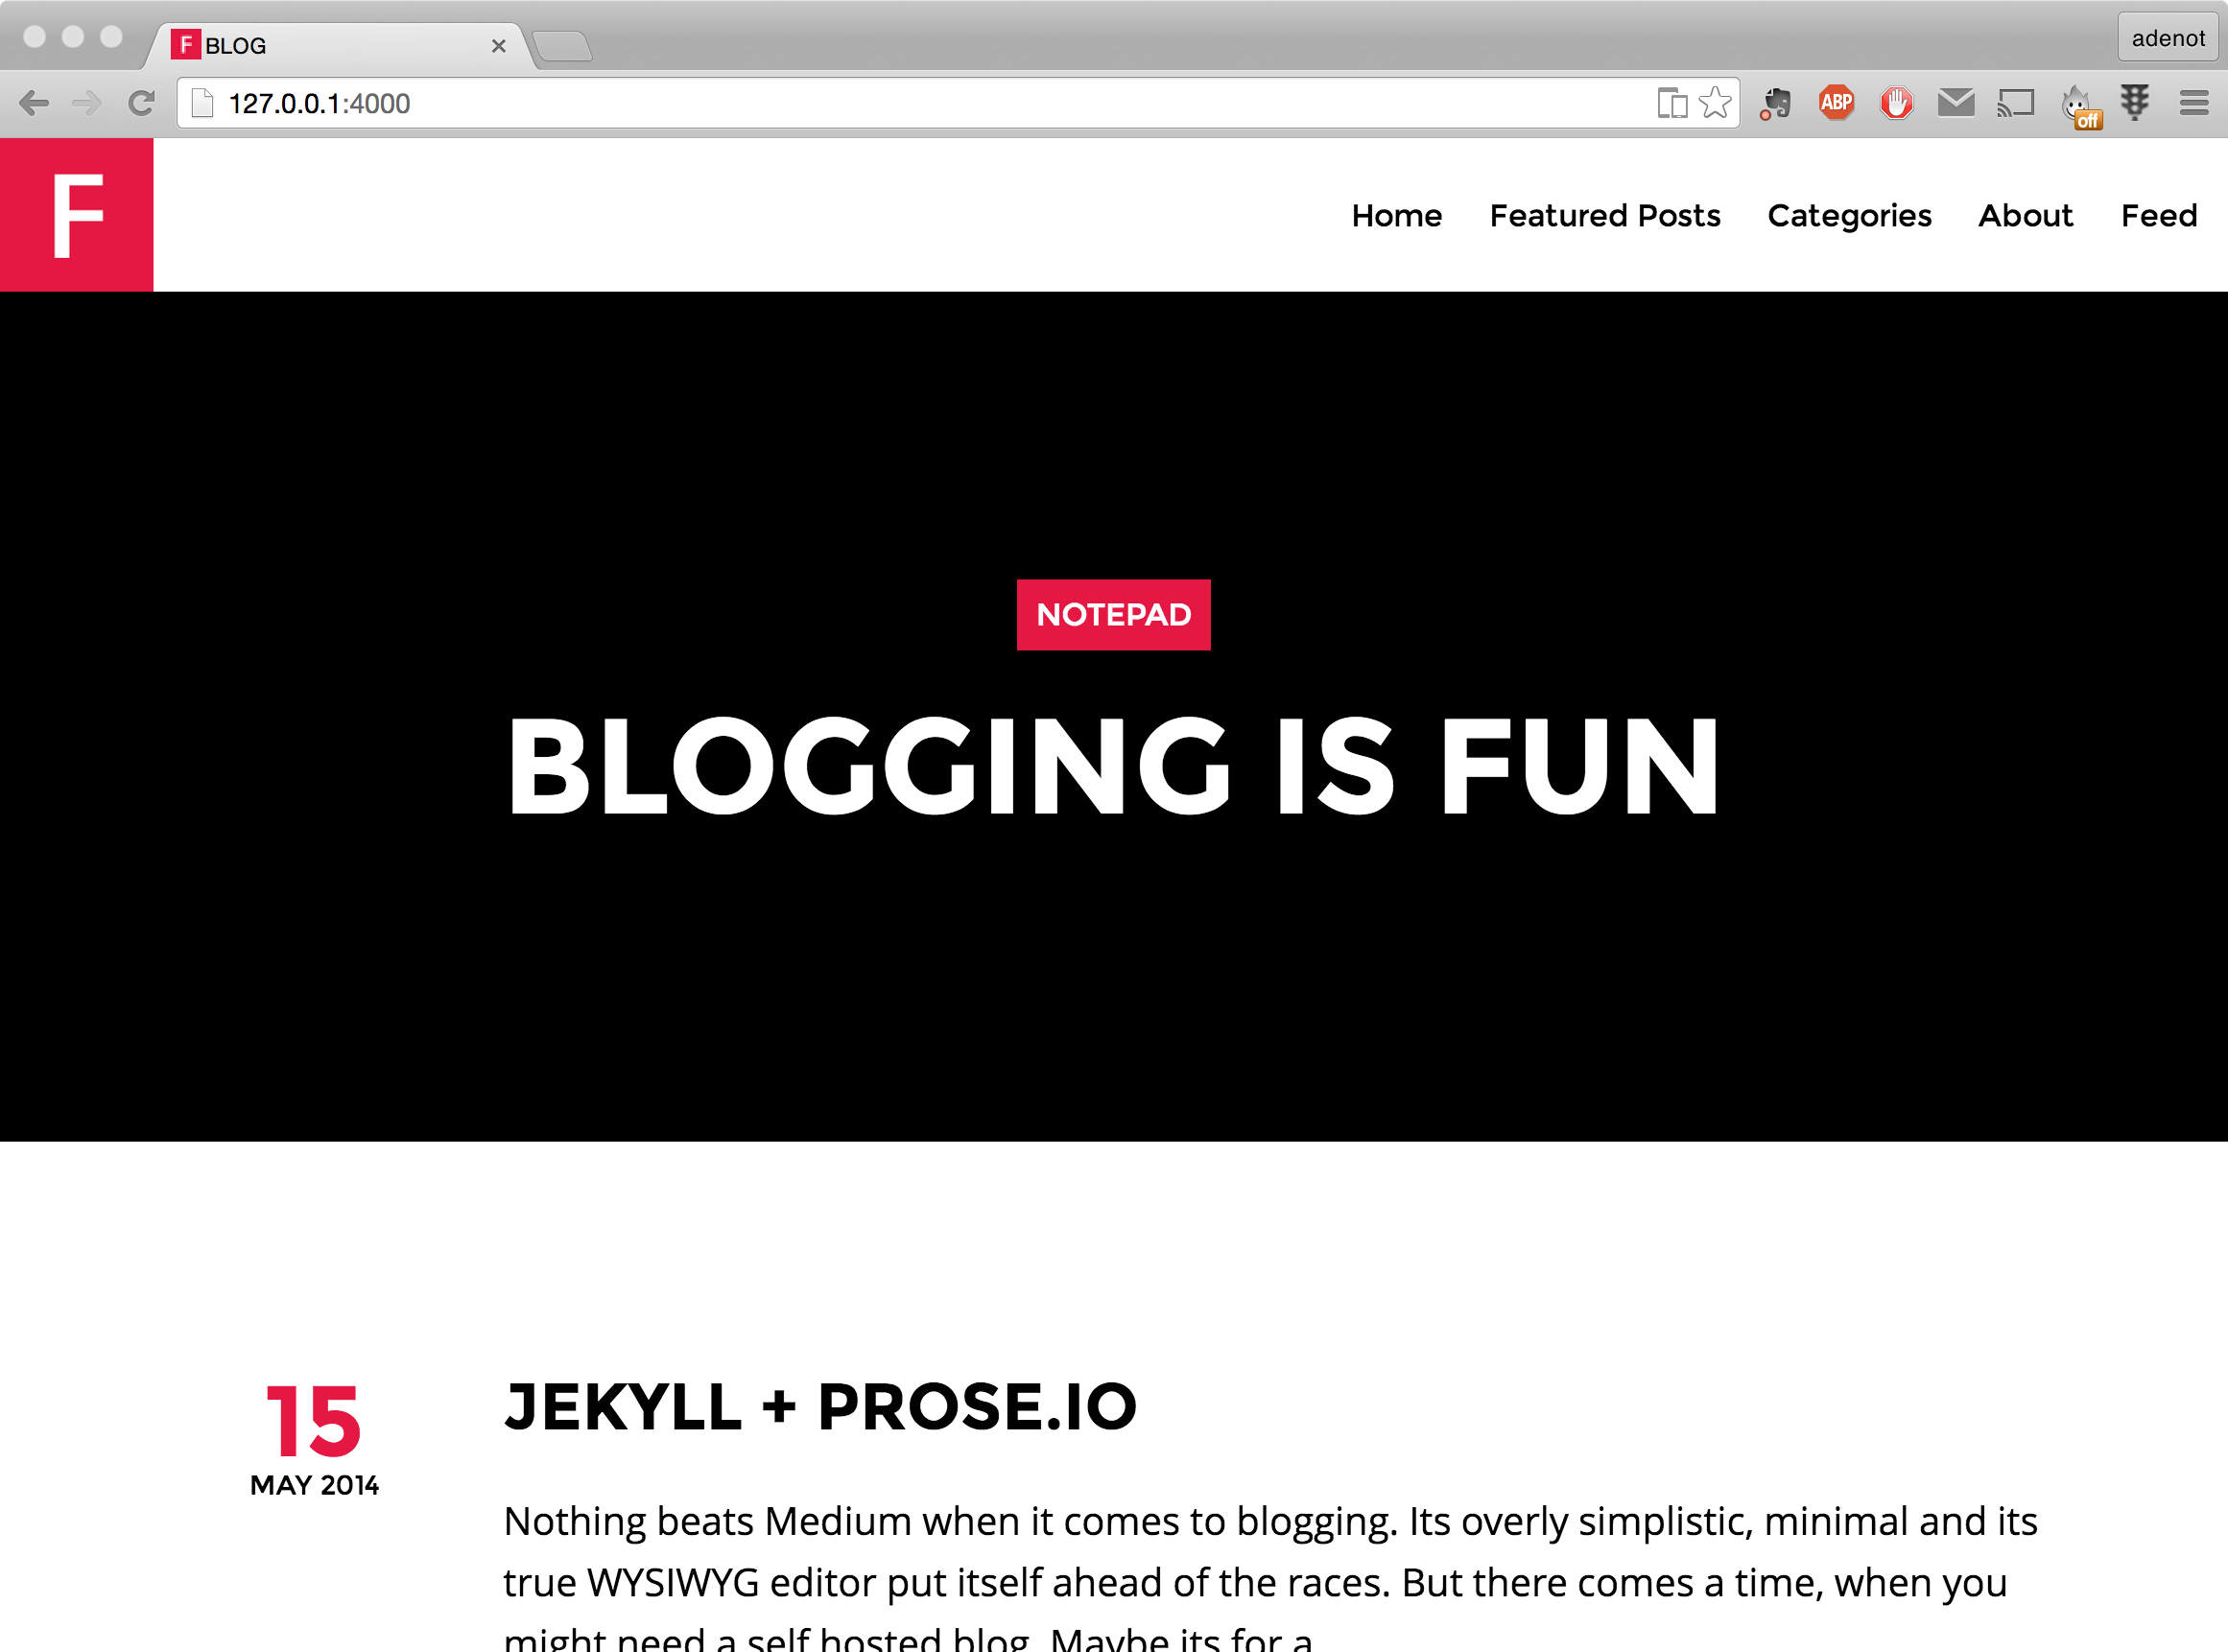 F BLOG
adenot
127.0.0.1:4000
ABP
off
F
Home Featured Posts Categories About Feed
NOTEPAD
BLOGGING IS FUN
15
MAY 2014
JEKYLL + PROSE.IO
Nothing beats Medium when it comes to blogging. Its overly simplistic, minimal and its
true WYSIWYG editor put itself ahead of the races. But there comes a time, when you
might need a self hosted blog. Maybe its for a